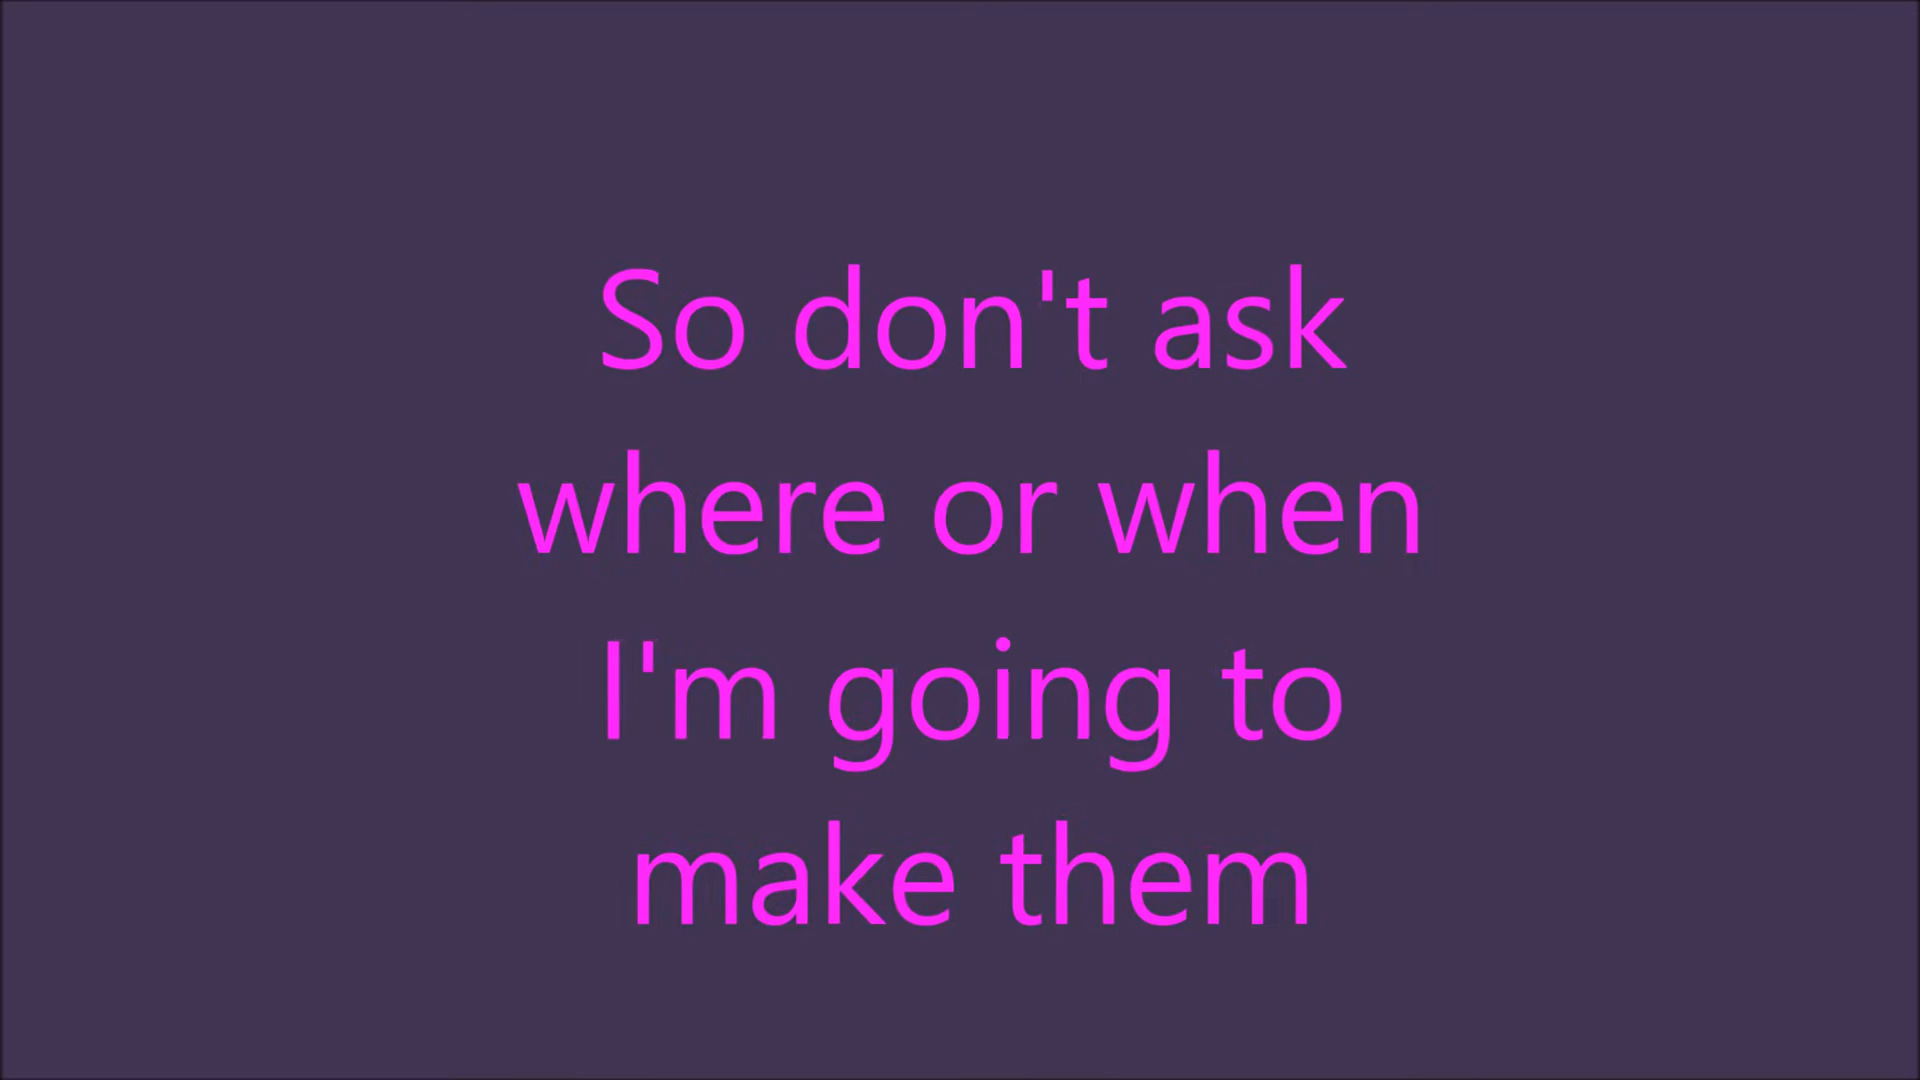 So don't ask
where or when
I'm going to
make them